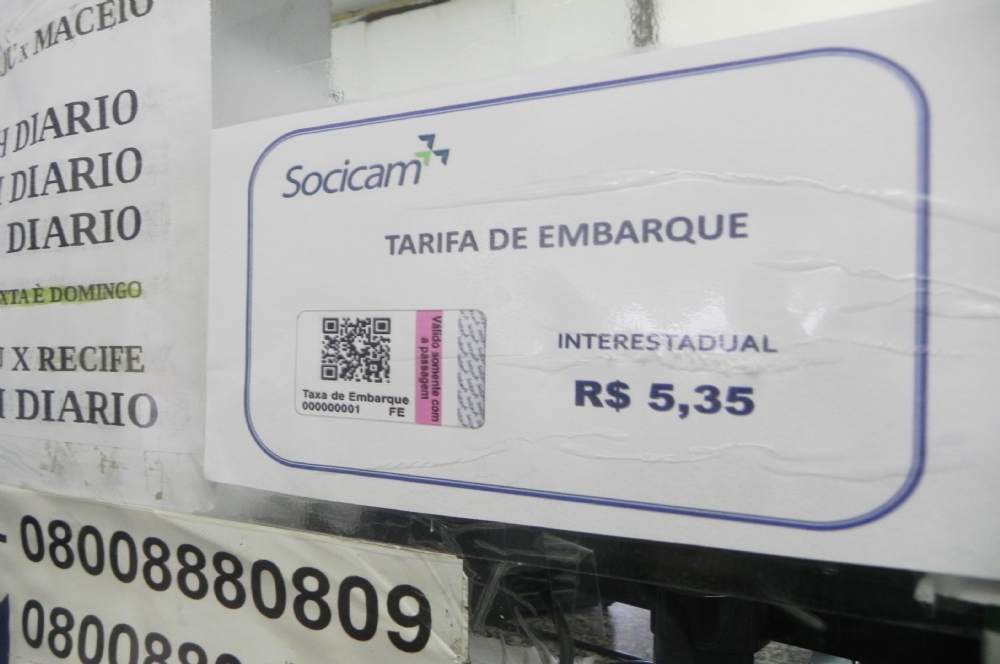 x MACEIO
DIARIO
DIARIO
DIARIO
È DOMINGO
X RECIFE
DIARIO
Socicam
TARIFA DE EMBARQUE
Válido somente com
a passagem
Taxa de Embarque
000000001 FE
INTERESTADUAL
R$ 5,35
08008880809